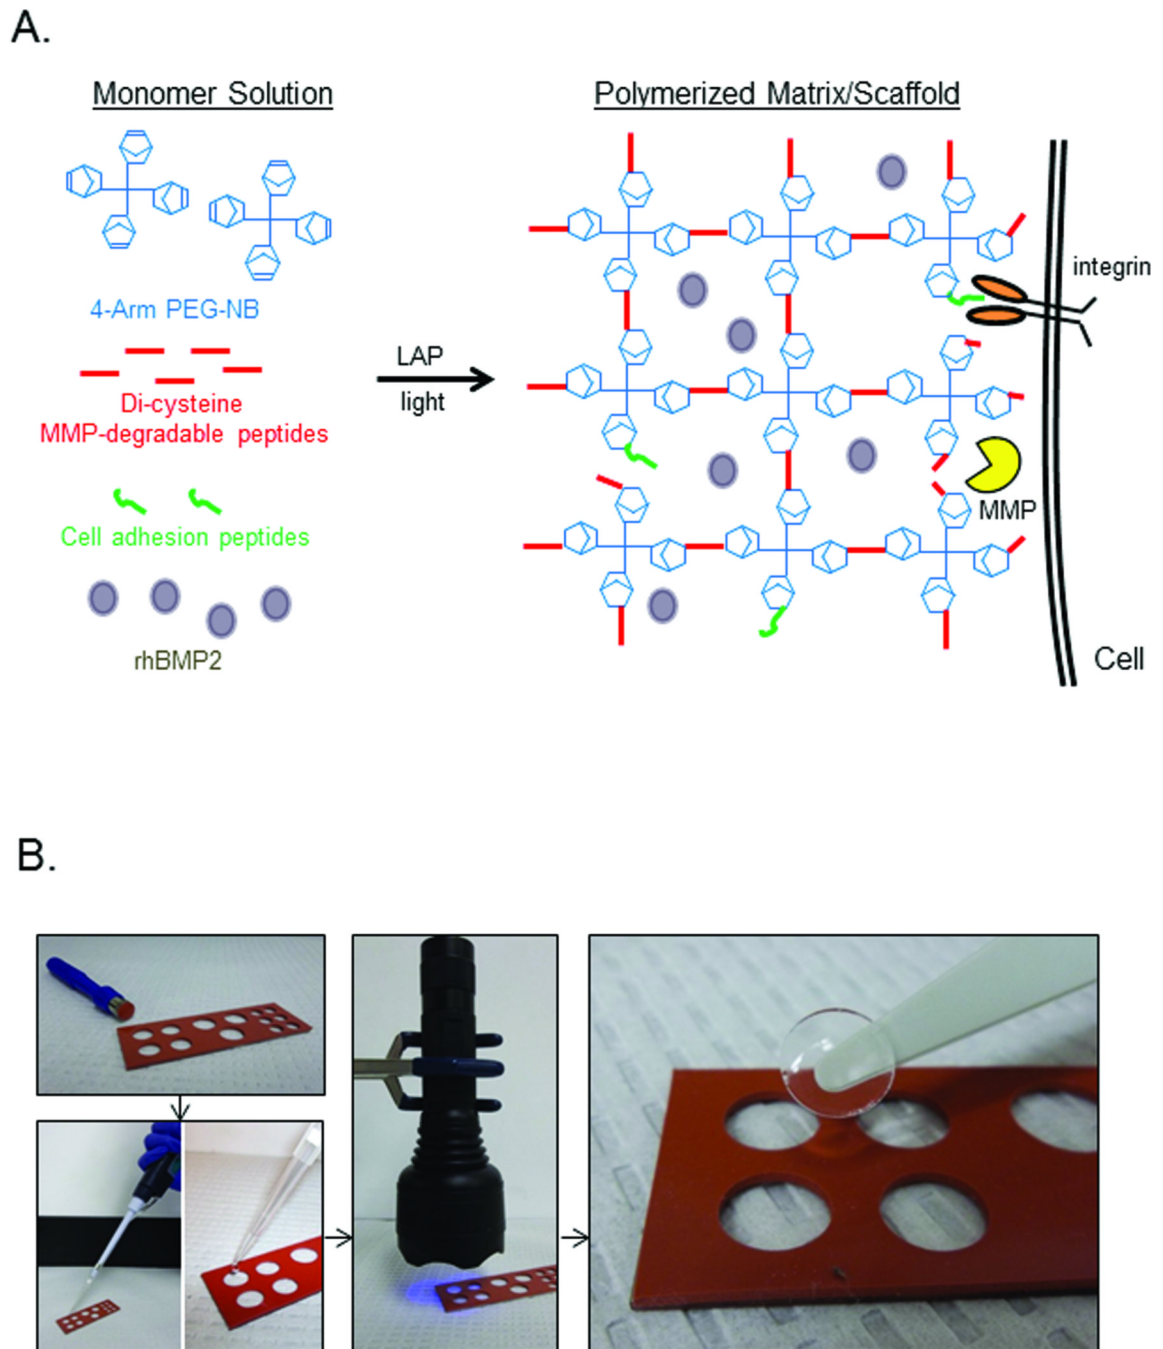 A.
Monomer Solution
Polymerized Matrix/Scaffold
4-Arm PEG-NB
Di-cysteine
MMP-degradable peptides
Cell adhesion peptides
rhBMP2
LAP
light
integrin
MMP
Cell
B.